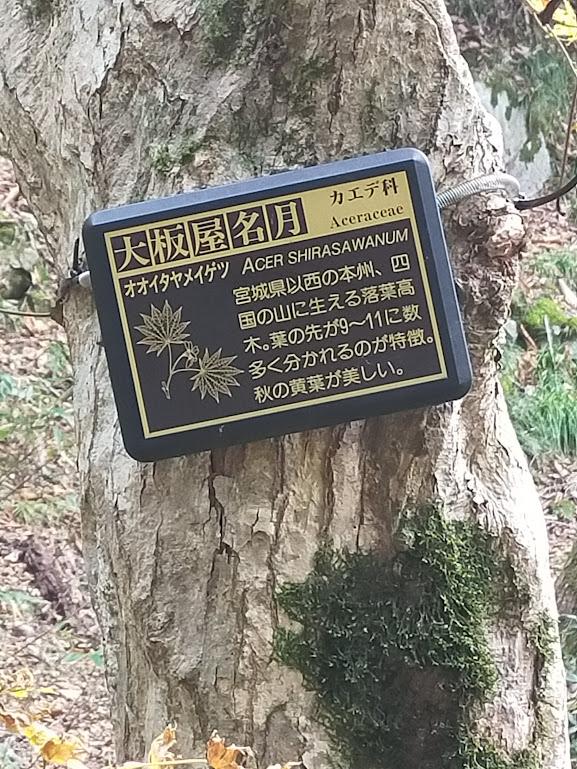 大板屋名月
カエデ科
Aceraceae
オオイタヤメイゲツ ACER SHIRASAWANUM
宮城県以西の本州、四
国の山に生える落葉高
木。葉の先が9〜11に数
多く分かれるのが特徴。
秋の黄葉が美しい。